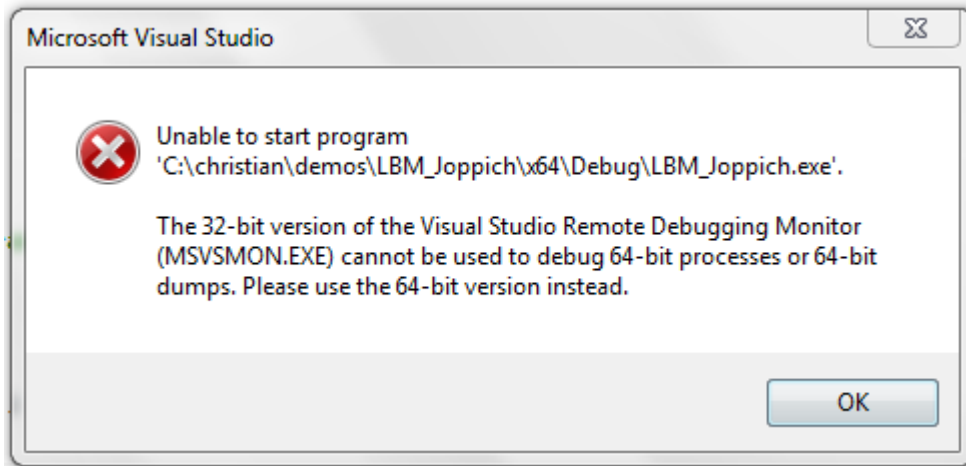 Microsoft Visual Studio
Unable to start program
'C:\christian\demos\LBM_Joppich\x64\Debug\LBM_Joppich.exe'.
The 32-bit version of the Visual Studio Remote Debugging Monitor
(MSVSMON.EXE) cannot be used to debug 64-bit processes or 64-bit
dumps. Please use the 64-bit version instead.
OK